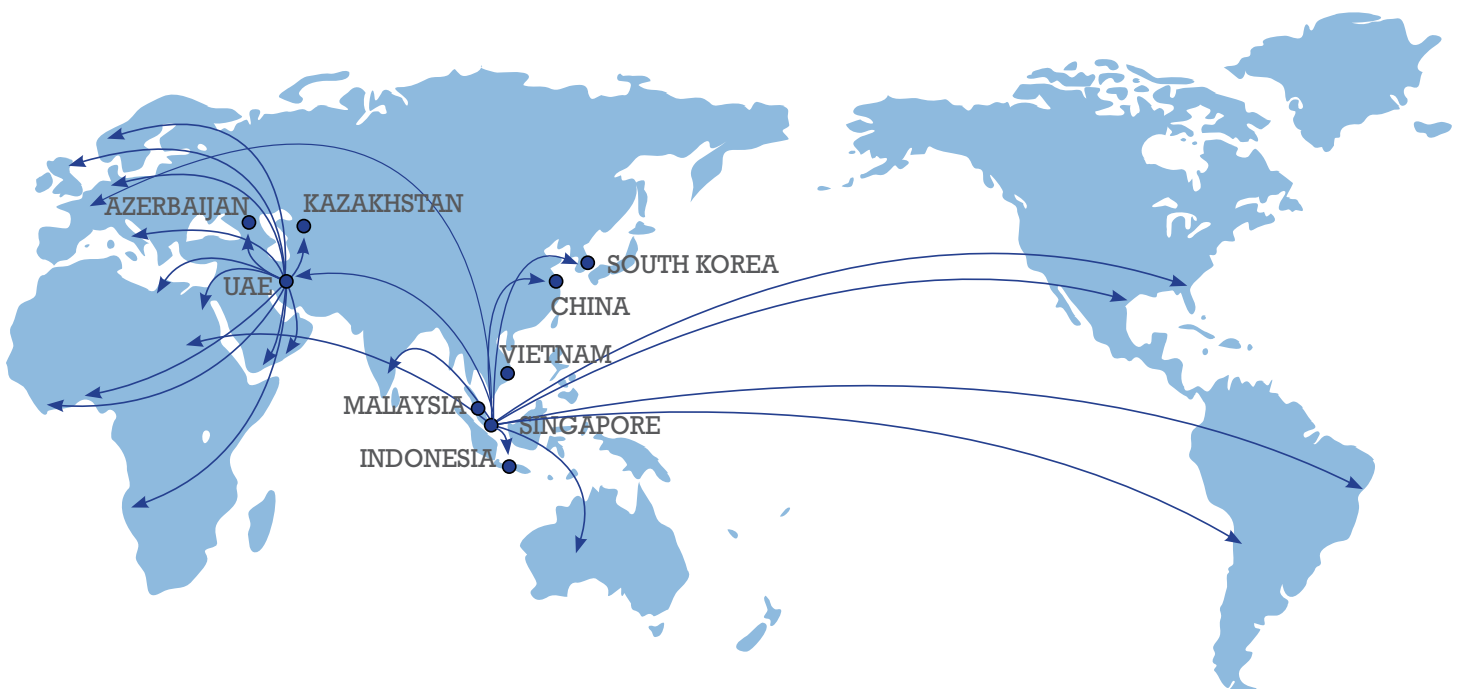 KAZAKHSTAN
AZERBAIJAN
SOUTH KOREA
UAE
CHINA
VIETNAM
MALAYSIA
SINGAPORE
INDONESIA